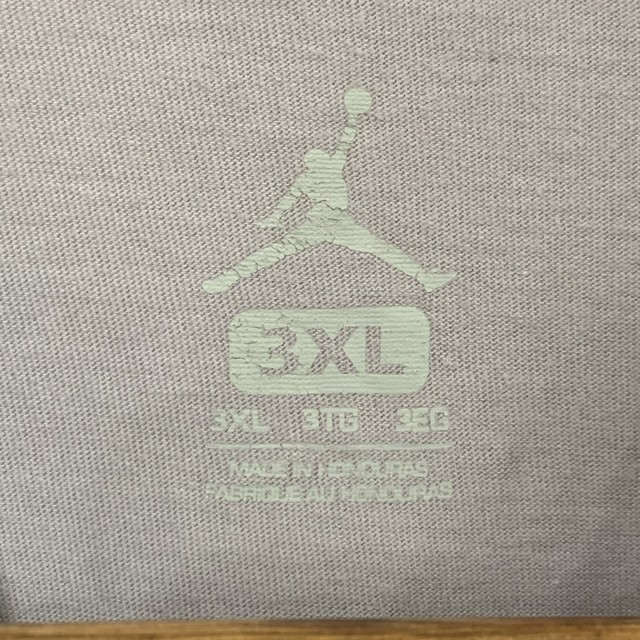 3XL
3XL 3TG 3EG
MADE IN HONDURAS
FABRIQUE AU HONDURAS